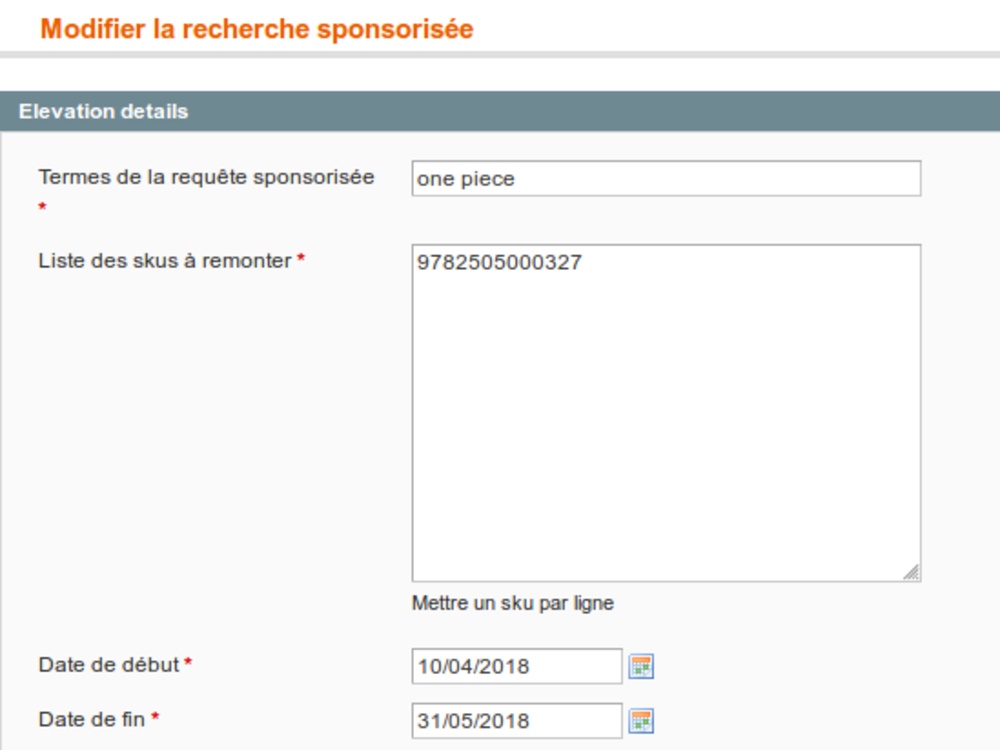 Modifier la recherche sponsorisée
Elevation details
Termes de la requête sponsorisée
*
one piece
Liste des skus à remonter *
9782505000327
Mettre un sku par ligne
Date de début *
10/04/2018
Date de fin *
31/05/2018